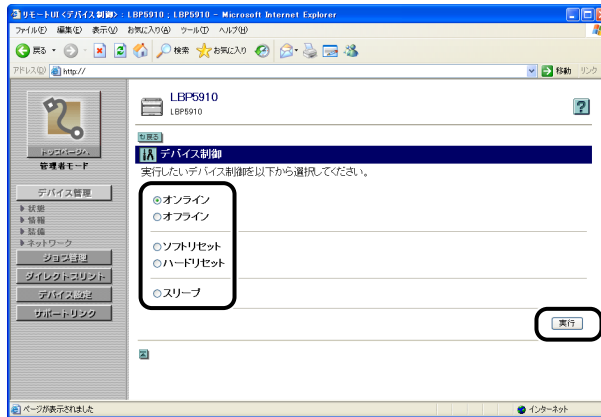 リモートUI <デバイス制御> : LBP5910 ; LBP5910 - Microsoft Internet Explorer
ファイル(F) 編集(E) 表示(V) お気に入り(A) ツール(T) ヘルプ(H)
戻る 検索 お気に入り
アドレス(D) http:// 移動 リンク
LBP5910
LBP5910
トップページへ
管理者モード
戻る
デバイス制御
実行したいデバイス制御を以下から選択してください。
デバイス管理
状態
情報
装備
ネットワーク
ジョブ管理
ダイレクトプリント
デバイス設定
サポートリンク
オンライン
オフライン
ソフトリセット
ハードリセット
スリープ
実行
ページが表示されました インターネット